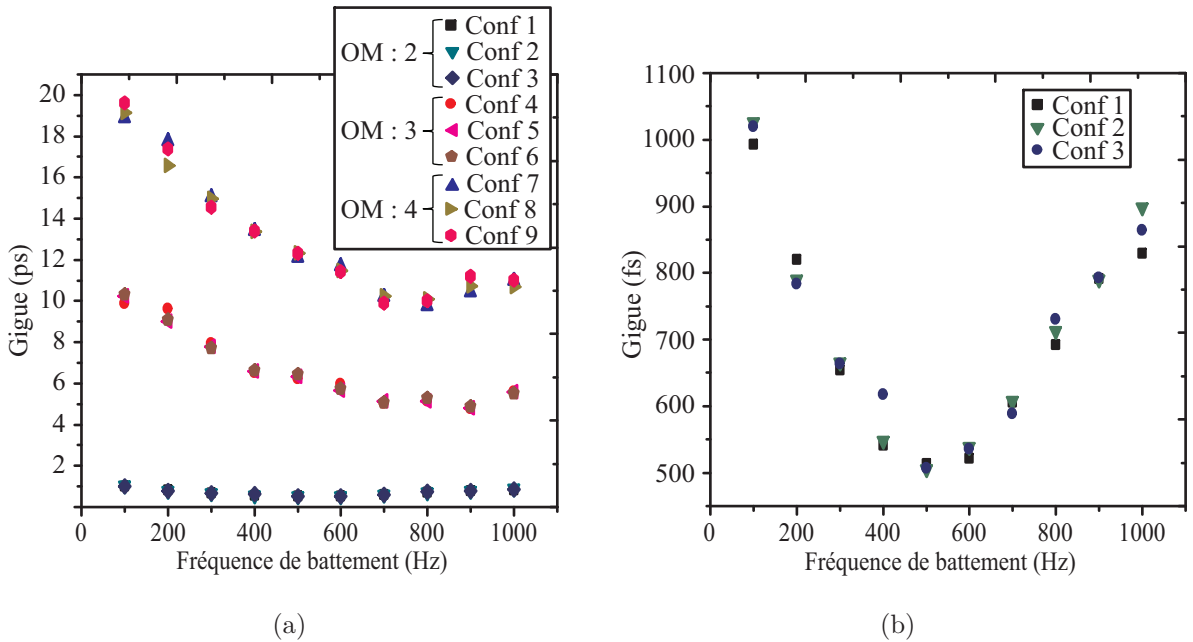 OM : 2
Conf 1
Conf 2
Conf 3
OM : 3
Conf 4
Conf 5
Conf 6
OM : 4
Conf 7
Conf 8
Conf 9
Gigue (ps)
20
18
16
14
12
10
8
6
4
2
0 200 400 600 800 1000
Fréquence de battement (Hz)
(a)
Conf 1
Conf 2
Conf 3
Gigue (fs)
1100
1000
900
800
700
600
500
0 200 400 600 800 1000
Fréquence de battement (Hz)
(b)